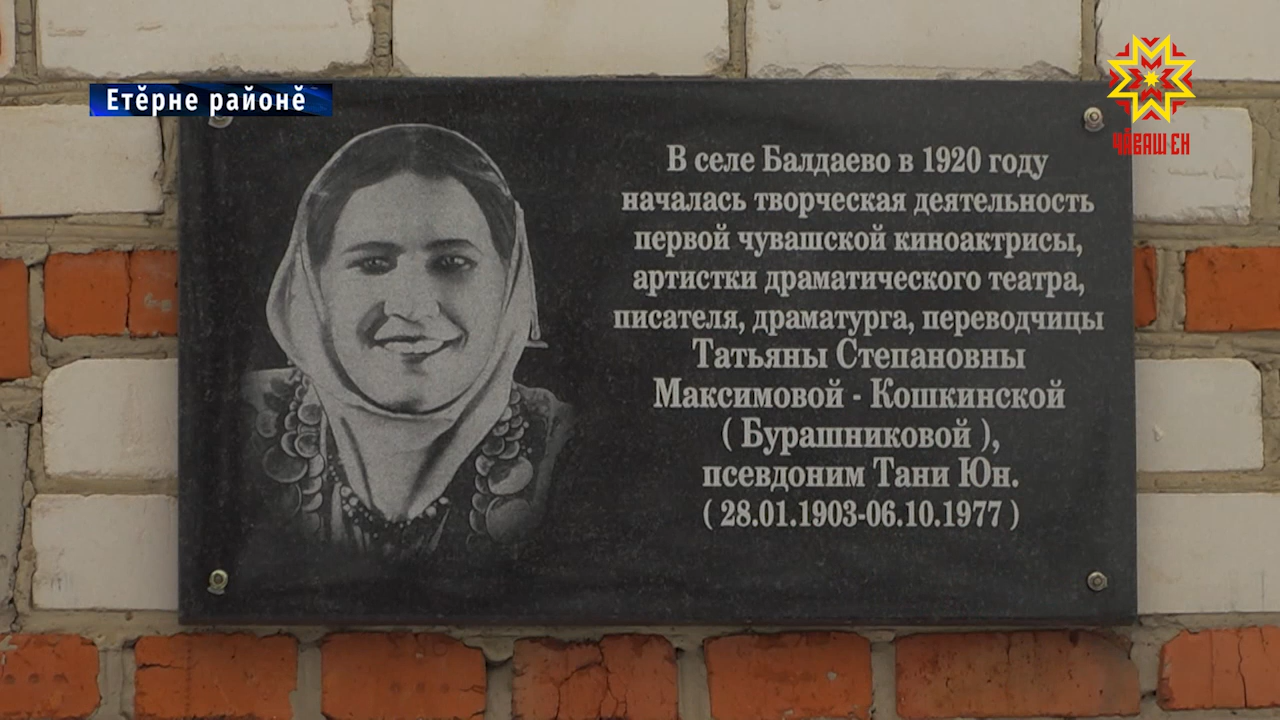 Етӗрне районӗ
ЧӐВАШ ЕН
В селе Балдаево в 1920 году
началась творческая деятельность
первой чувашской киноактрисы,
артистки драматического театра,
писателя, драматурга, переводчицы
Татьяны Степановны
Максимовой - Кошкинской
( Бурашниковой ),
псевдоним Тани Юн.
( 28.01.1903-06.10.1977 )